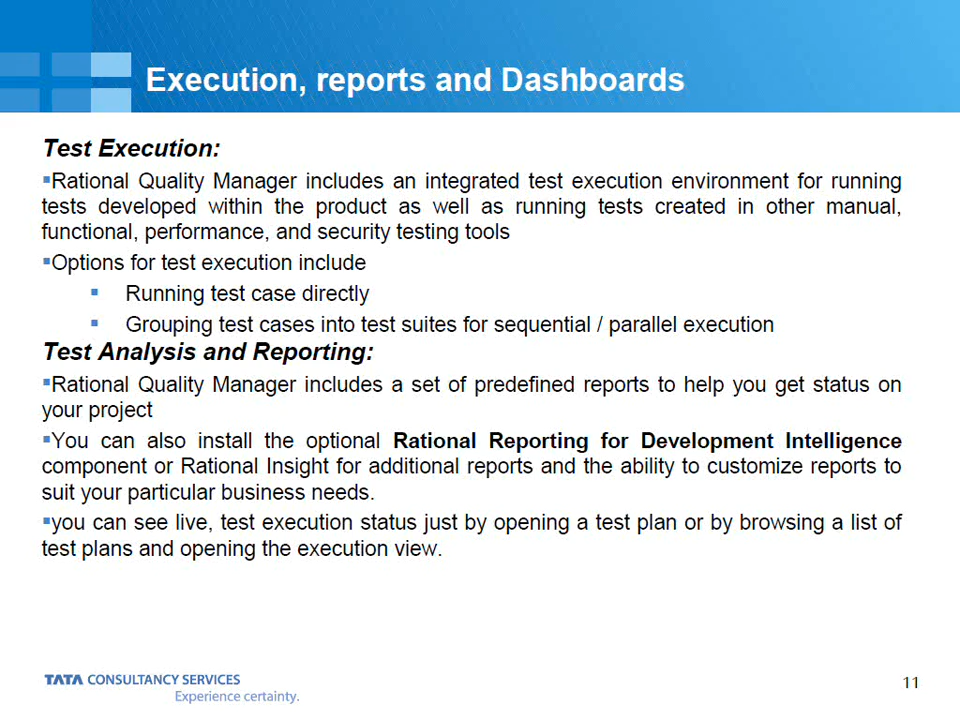 Execution, reports and Dashboards
Test Execution:
▪Rational Quality Manager includes an integrated test execution environment for running
tests developed within the product as well as running tests created in other manual,
functional, performance, and security testing tools
▪Options for test execution include
▪ Running test case directly
▪ Grouping test cases into test suites for sequential / parallel execution
Test Analysis and Reporting:
▪Rational Quality Manager includes a set of predefined reports to help you get status on
your project
▪You can also install the optional Rational Reporting for Development Intelligence
component or Rational Insight for additional reports and the ability to customize reports to
suit your particular business needs.
▪you can see live, test execution status just by opening a test plan or by browsing a list of
test plans and opening the execution view.
TATA CONSULTANCY SERVICES
Experience certainty.
11